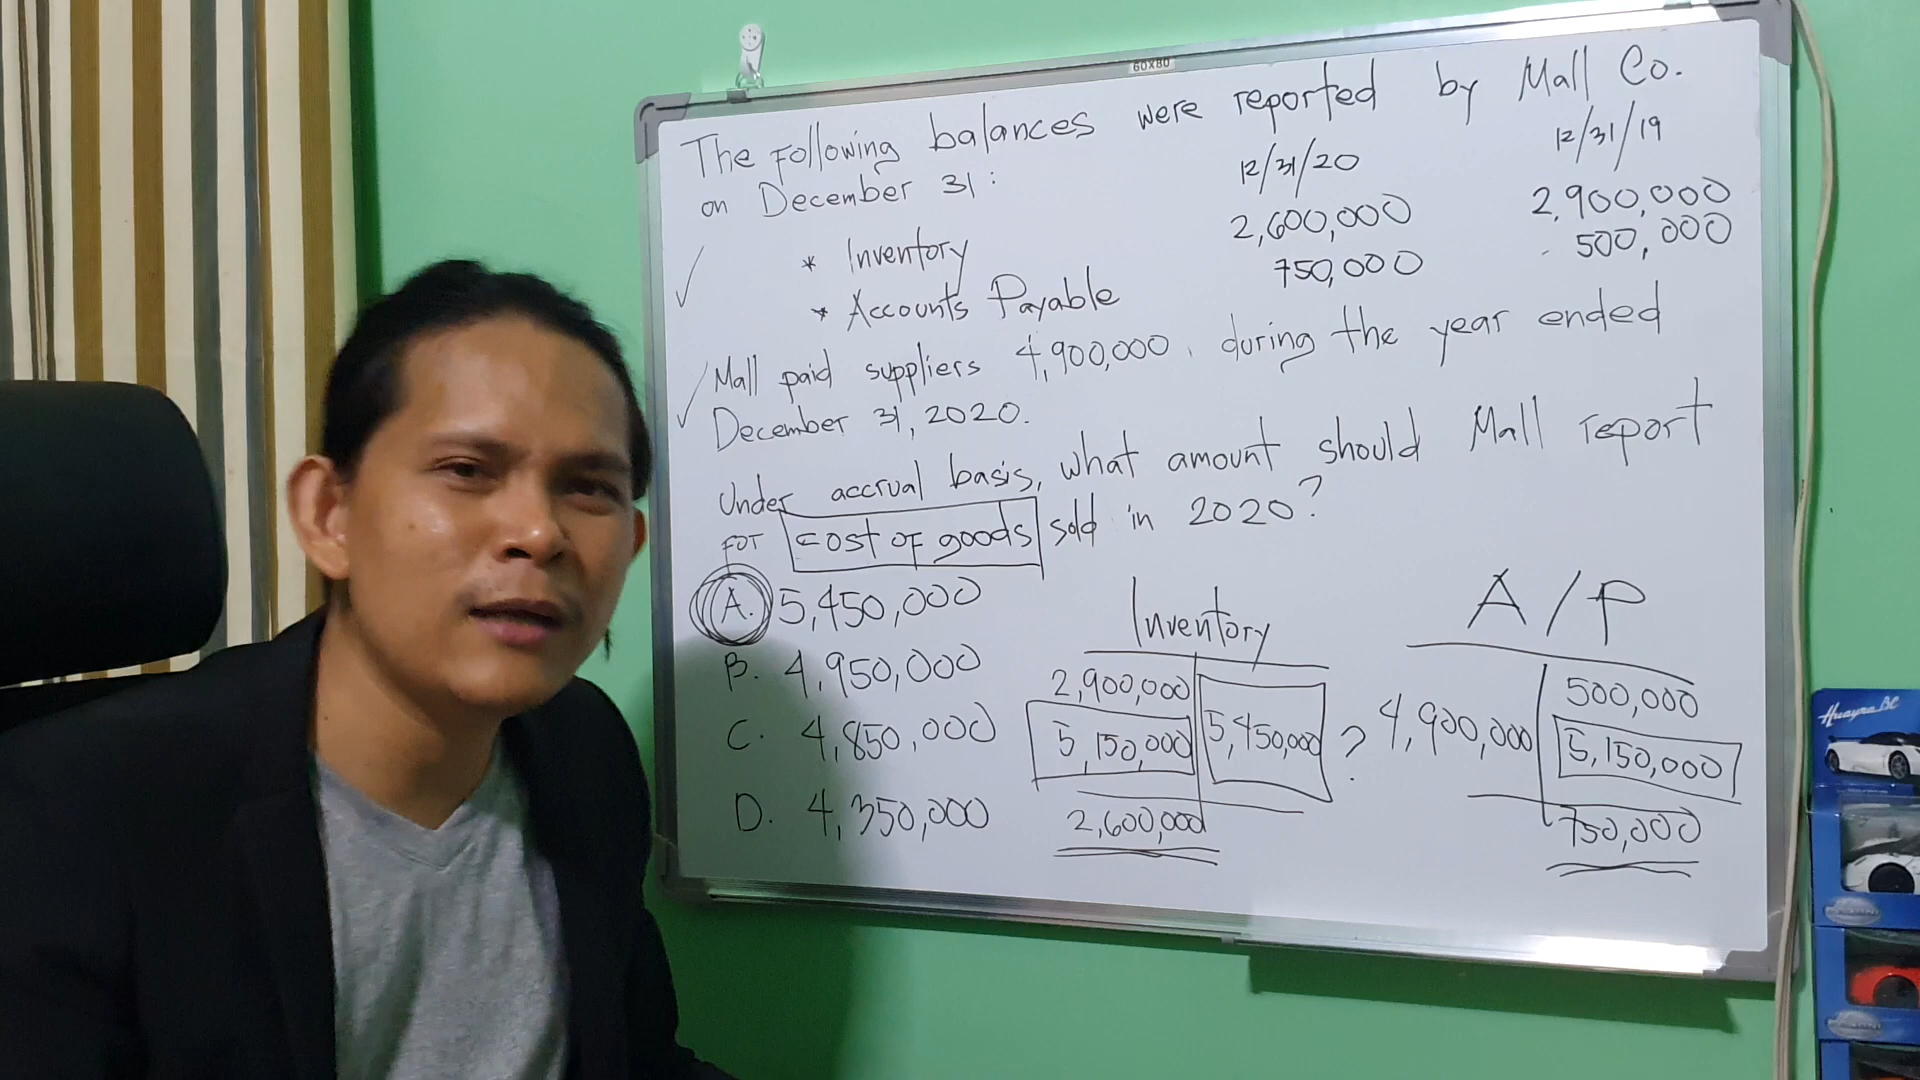 60X80
The following balances were reported by Mall Co.
on December 31:
12/31/20 12/31/19
* Inventory 2,600,000 2,900,000
* Accounts Payable 750,000 500,000
Mall paid suppliers 4,900,000 during the year ended
December 31, 2020.
Under accrual basis, what amount should Mall report
for cost of goods sold in 2020?
A. 5,450,000
B. 4,950,000
C. 4,850,000
D. 4,350,000
Inventory
2,900,000
5,150,000 5,450,000 ?
2,600,000
A/P
500,000
4,900,000 5,150,000
750,000
Huayra BC